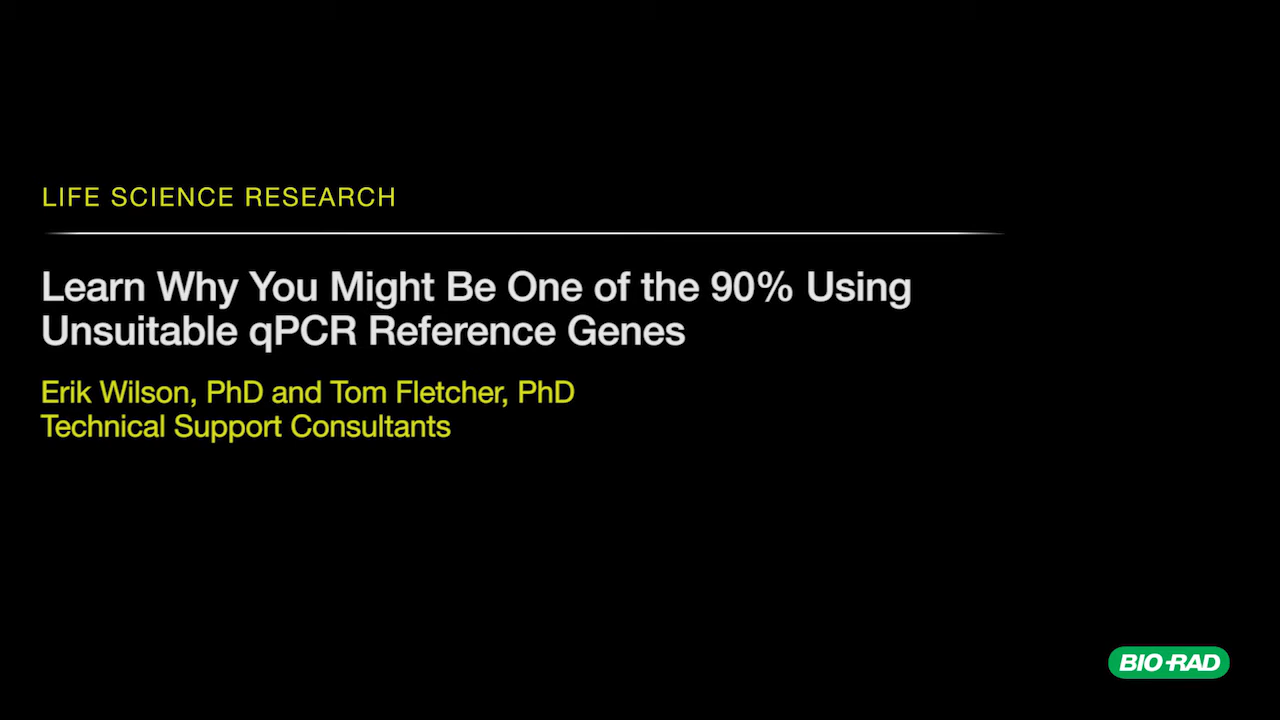 LIFE SCIENCE RESEARCH
Learn Why You Might Be One of the 90% Using
Unsuitable qPCR Reference Genes
Erik Wilson, PhD and Tom Fletcher, PhD
Technical Support Consultants
BIO-RAD